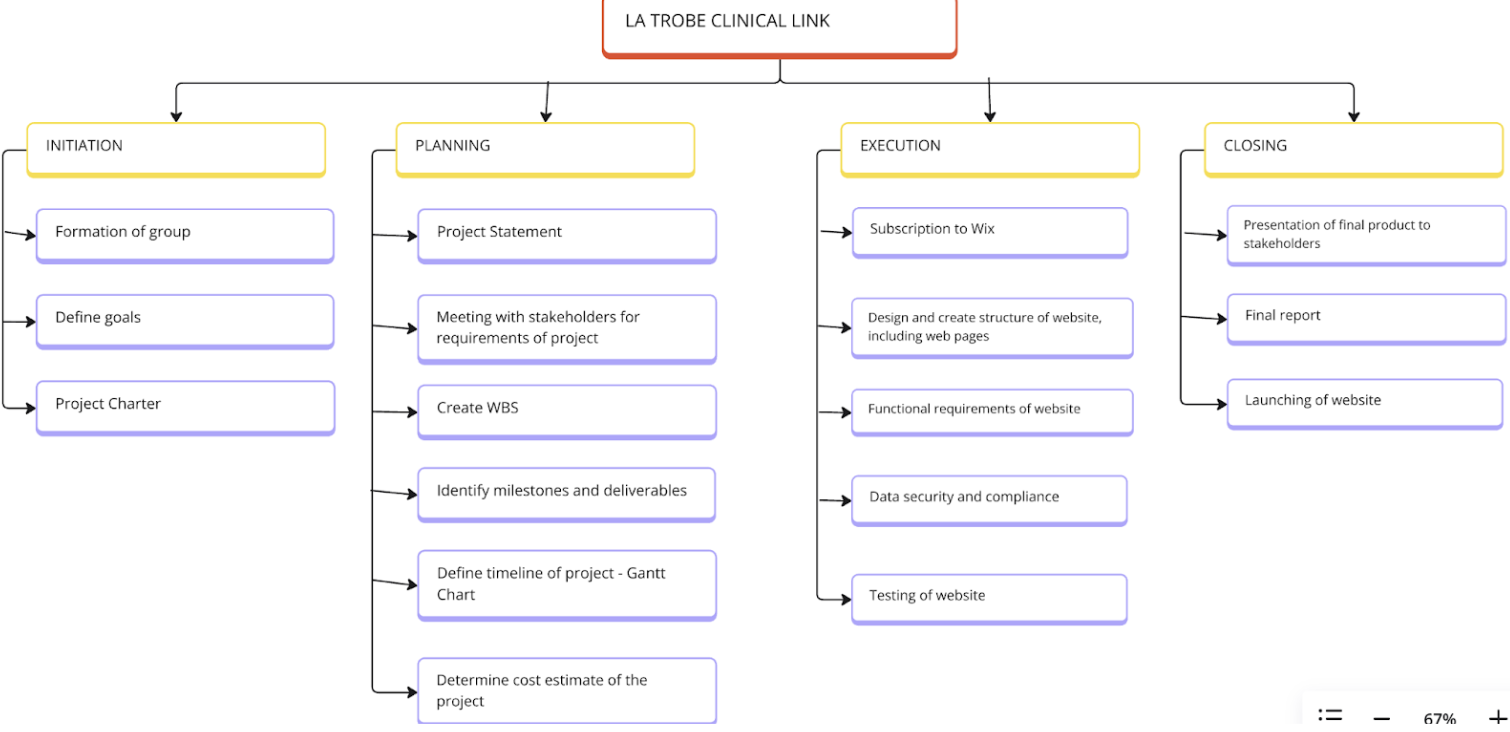 LA TROBE CLINICAL LINK
INITIATION
Formation of group
Define goals
Project Charter
PLANNING
Project Statement
Meeting with stakeholders for
requirements of project
Create WBS
Identify milestones and deliverables
Define timeline of project - Gantt
Chart
Determine cost estimate of the
project
EXECUTION
Subscription to Wix
Design and create structure of website,
including web pages
Functional requirements of website
Data security and compliance
Testing of website
CLOSING
Presentation of final product to
stakeholders
Final report
Launching of website
67%